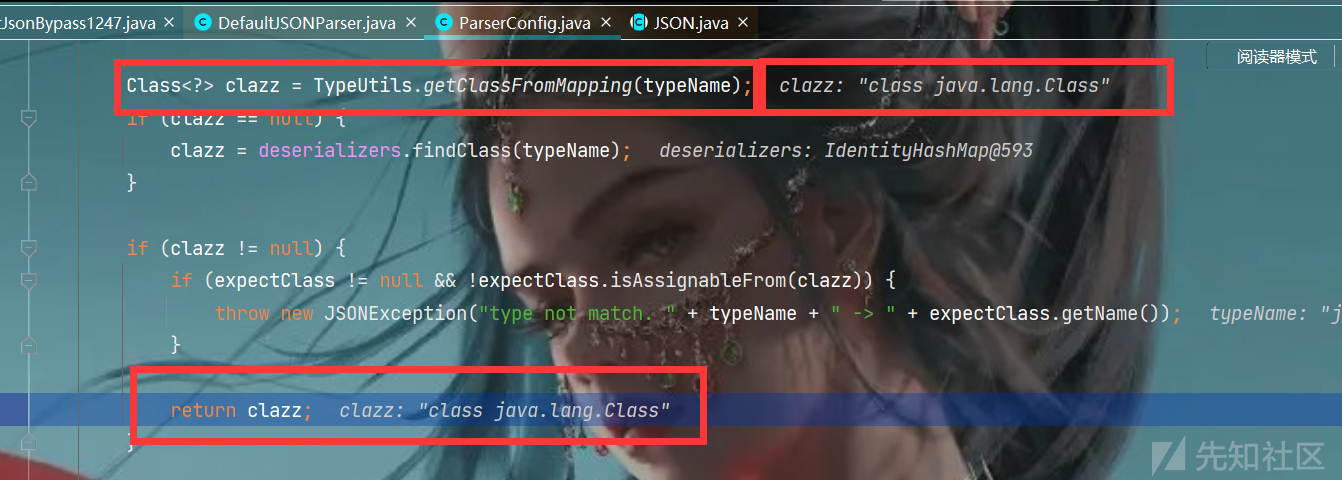 tJsonBypass1247.java × DefaultJSONParser.java × ParserConfig.java × JSON.java ×
阅读器模式
Class<?> clazz = TypeUtils.getClassFromMapping(typeName); clazz: "class java.lang.Class"
if (clazz == null) {
clazz = deserializers.findClass(typeName); deserializers: IdentityHashMap@593
}
if (clazz != null) {
if (expectClass != null && !expectClass.isAssignableFrom(clazz)) {
throw new JSONException("type not match. " + typeName + " -> " + expectClass.getName()); typeName: "j
}
return clazz; clazz: "class java.lang.Class"
}
先知社区